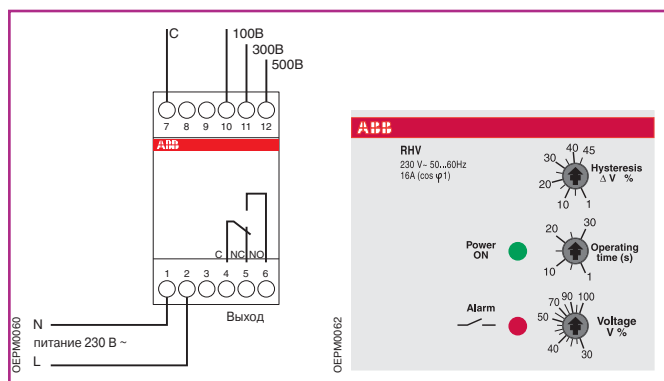 C
100В
300В
500В
7 8 9 10 11 12
ABB
C NC NO
1 2 3 4 5 6
Выход
N
питание 230 В ~
L
OEPM0060
ABB
RHV
230 V~ 50...60Hz
16A (cos φ1)
40 45
30
20
10 1
Hysteresis
Δ V %
Power
ON
30
20
10 1
Operating
time (s)
Alarm
90 100
70
50
40 30
Voltage
V %
OEPM0062